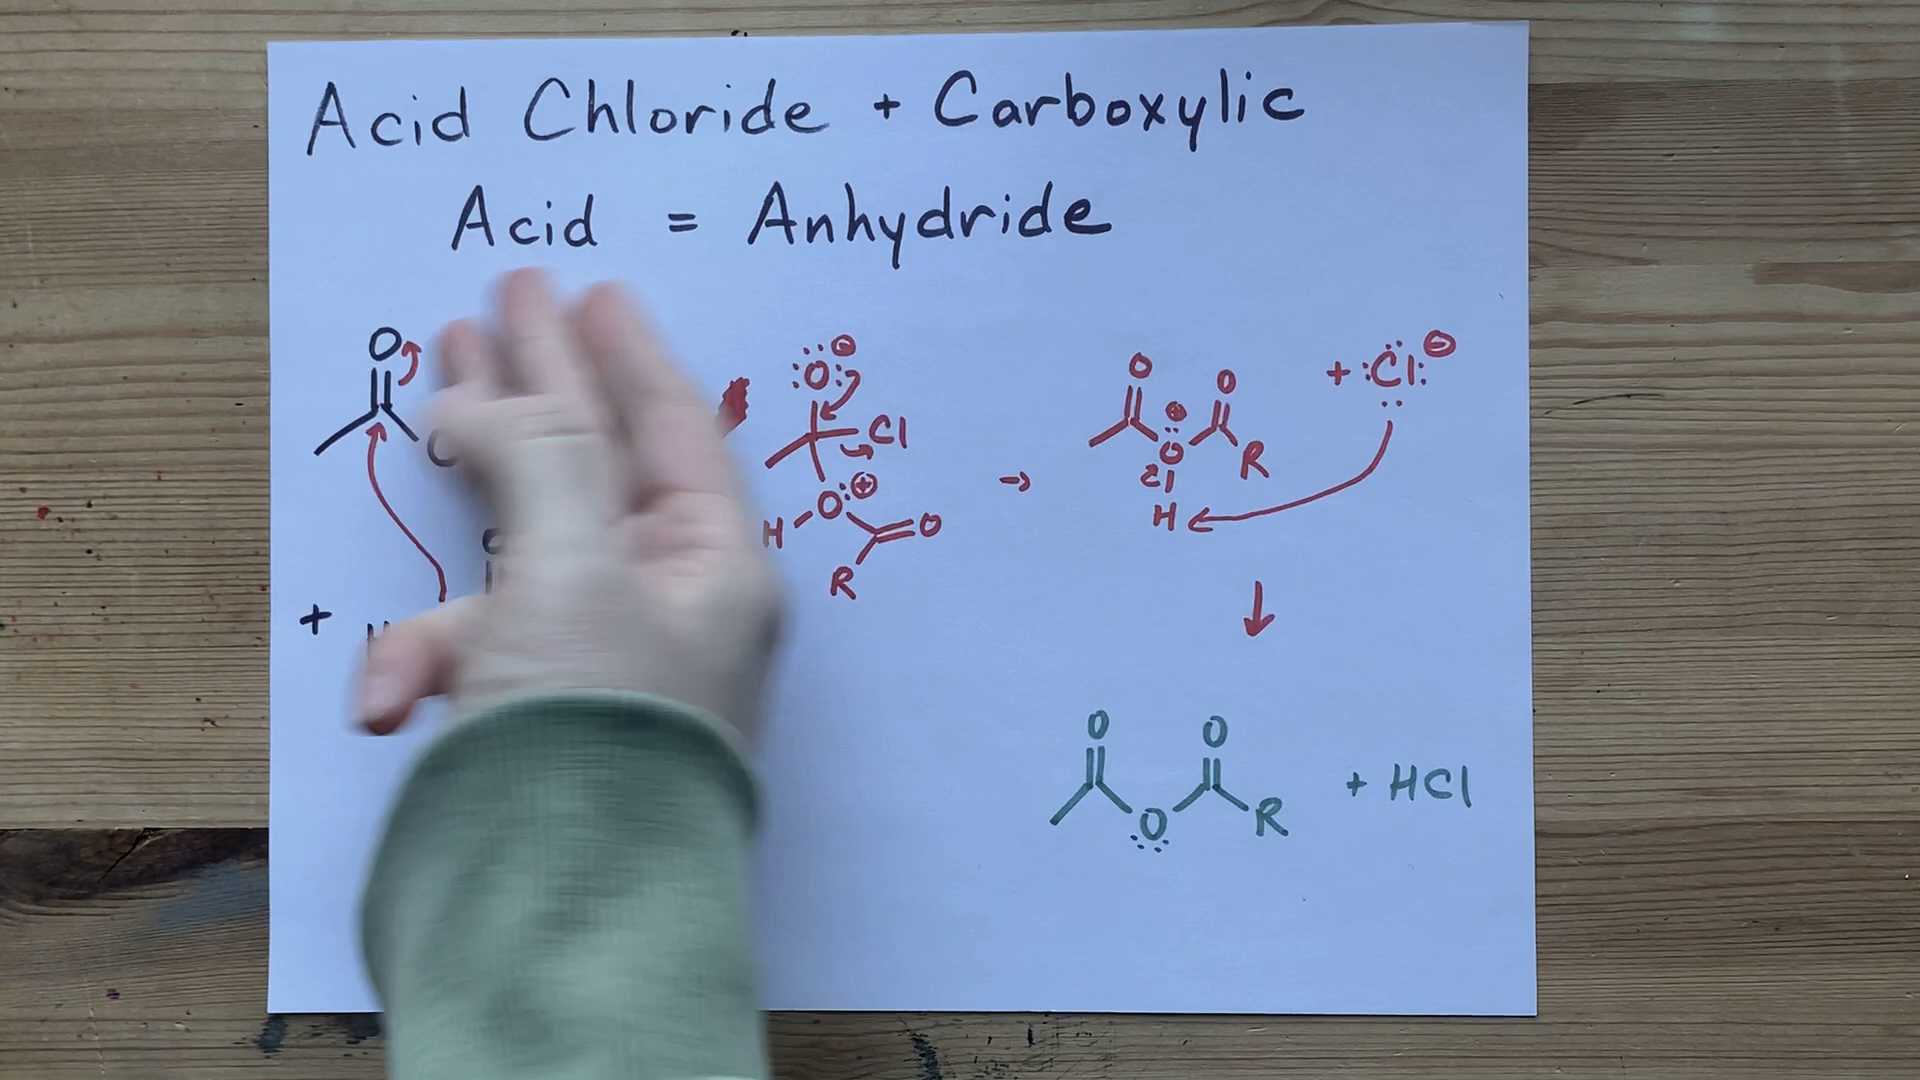 Acid Chloride + Carboxylic
Acid = Anhydride
O
O
Cl
O
H
O
R
→
O
O
O
H
R
+ Cl
⊖
+
↓
O
O
O
R
+ HCl